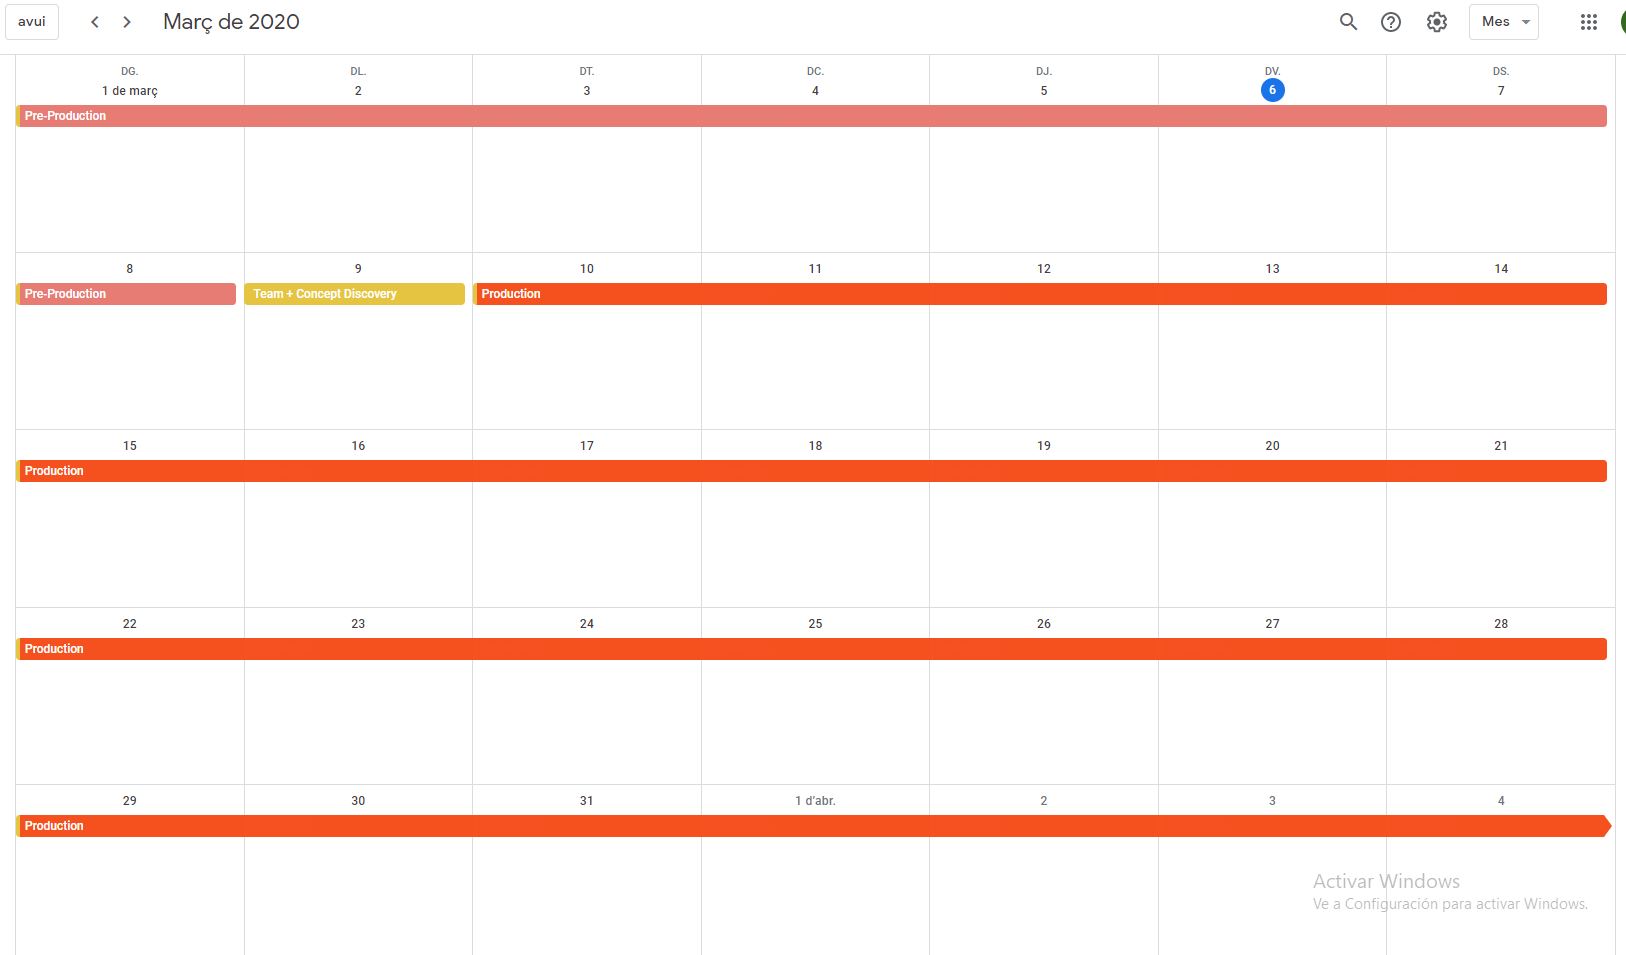 avui
Març de 2020
Mes
DG. DL. DT. DC. DJ. DV. DS.
1 de març 2 3 4 5 6 7
Pre-Production
8 9 10 11 12 13 14
Pre-Production Team + Concept Discovery Production
15 16 17 18 19 20 21
Production
22 23 24 25 26 27 28
Production
29 30 31 1 d'abr. 2 3 4
Production
Activar Windows
Ve a Configuración para activar Windows.